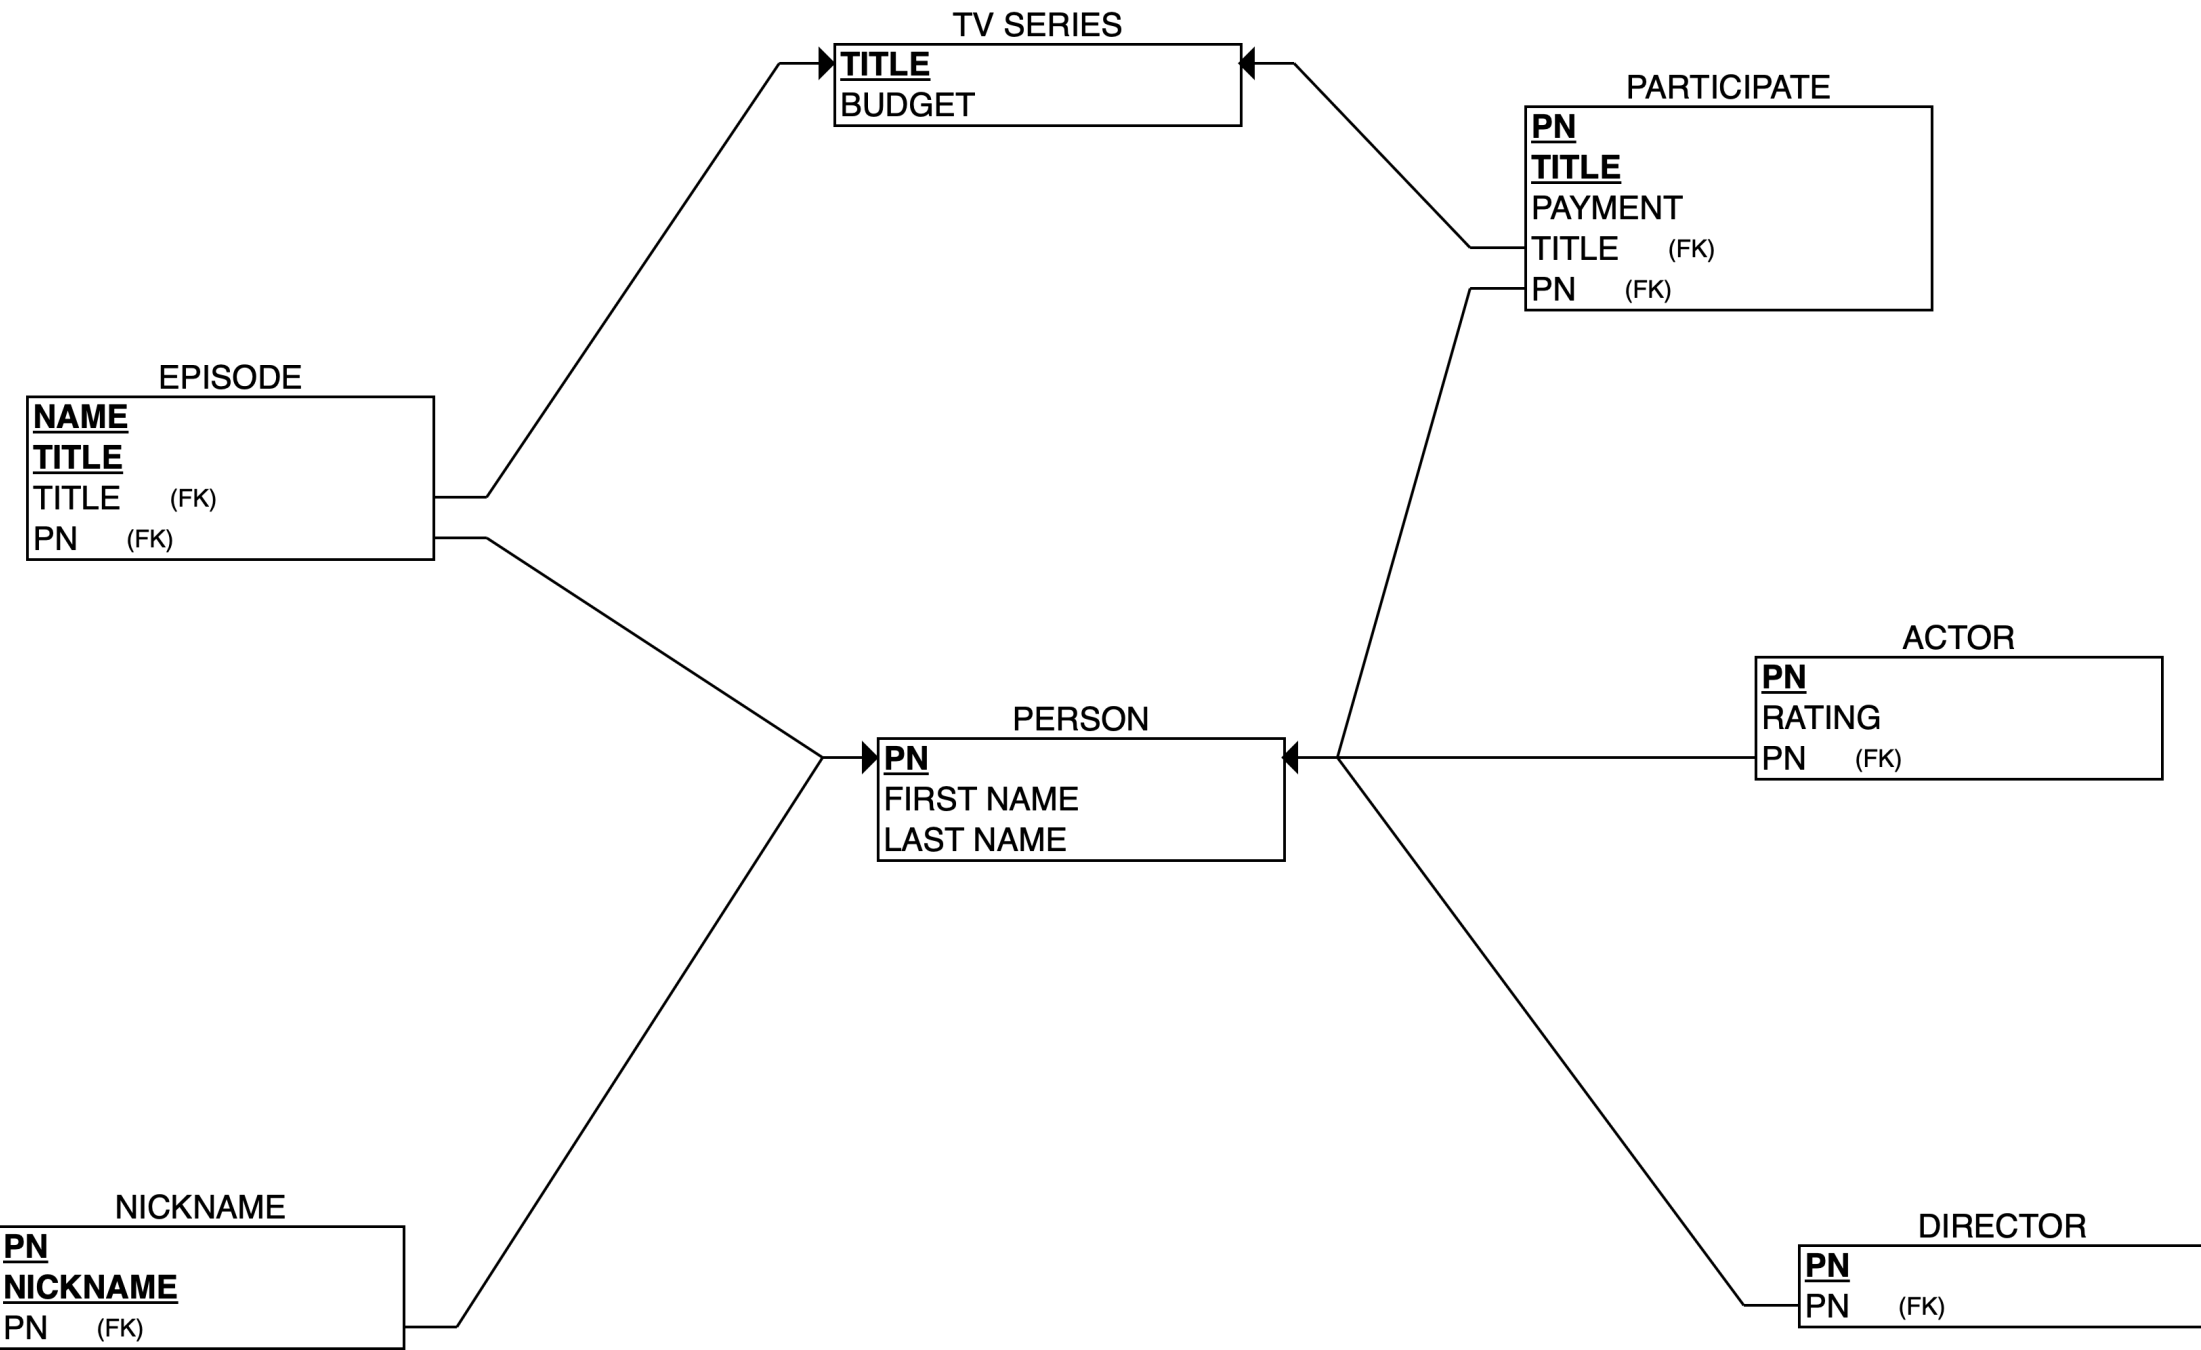 TV SERIES
TITLE
BUDGET
PARTICIPATE
PN
TITLE
PAYMENT
TITLE (FK)
PN (FK)
EPISODE
NAME
TITLE
TITLE (FK)
PN (FK)
ACTOR
PN
RATING
PN (FK)
PERSON
PN
FIRST NAME
LAST NAME
NICKNAME
PN
NICKNAME
PN (FK)
DIRECTOR
PN
PN (FK)